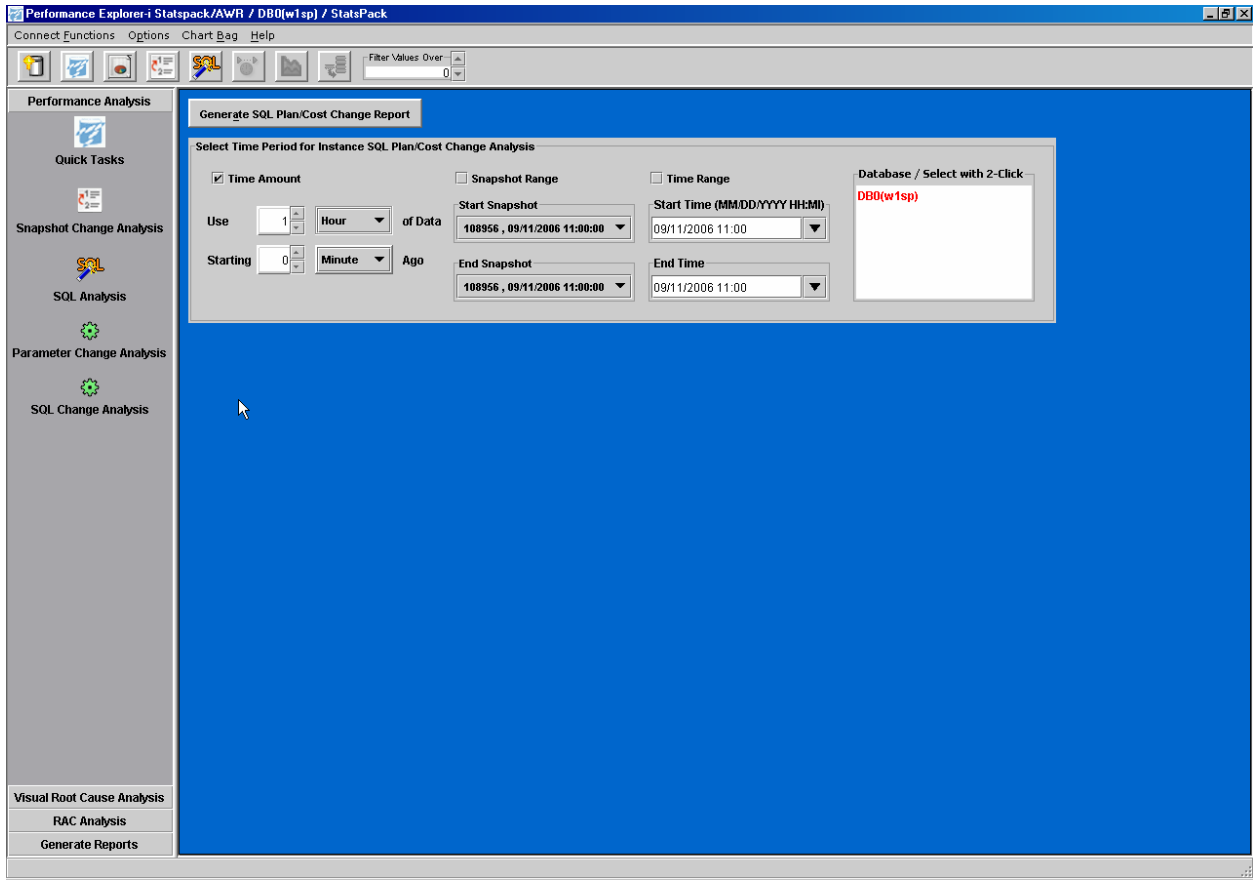 Performance Explorer-i Statspack/AWR / DB0(w1sp) / StatsPack
Connect Functions Options Chart Bag Help
SQL
Filter Values Over
0
Performance Analysis
Quick Tasks
Snapshot Change Analysis
SQL
SQL Analysis
Parameter Change Analysis
SQL Change Analysis
Visual Root Cause Analysis
RAC Analysis
Generate Reports
Generate SQL Plan/Cost Change Report
Select Time Period for Instance SQL Plan/Cost Change Analysis
Time Amount
Use 1 Hour of Data
Starting 0 Minute Ago
Snapshot Range
Start Snapshot
108956 , 09/11/2006 11:00:00
End Snapshot
108956 , 09/11/2006 11:00:00
Time Range
Start Time (MM/DD/YYYY HH:MI)
09/11/2006 11:00
End Time
09/11/2006 11:00
Database / Select with 2-Click
DB0(w1sp)